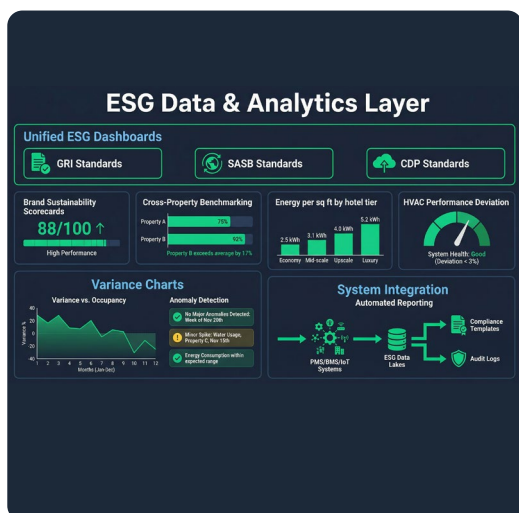 ESG Data & Analytics Layer
Unified ESG Dashboards
GRI Standards
SASB Standards
CDP Standards
Brand Sustainability
Scorecards
88/100 ↑
High Performance
Cross-Property Benchmarking
Property A
75%
Property B
92%
Property B exceeds average by 17%
Energy per sq ft by hotel tier
2.5 kWh
3.1 kWh
4.0 kWh
5.2 kWh
Economy Mid-scale Upscale Luxury
HVAC Performance Deviation
System Health: Good
(Deviation < 3%)
Variance Charts
Variance vs. Occupancy
Variance %
40
20
0
-20
-40
1 2 3 4 5 6 7 8 9 10 11 12
Months (Jan-Dec)
Anomaly Detection
No Major Anomalies Detected:
Week of Nov 20th
Minor Spike: Water Usage,
Property C, Nov 15th
Energy Consumption within
expected range
System Integration
Automated Reporting
PMS/BMS/IoT
Systems
ESG Data
Lakes
Compliance
Templates
Audit Logs